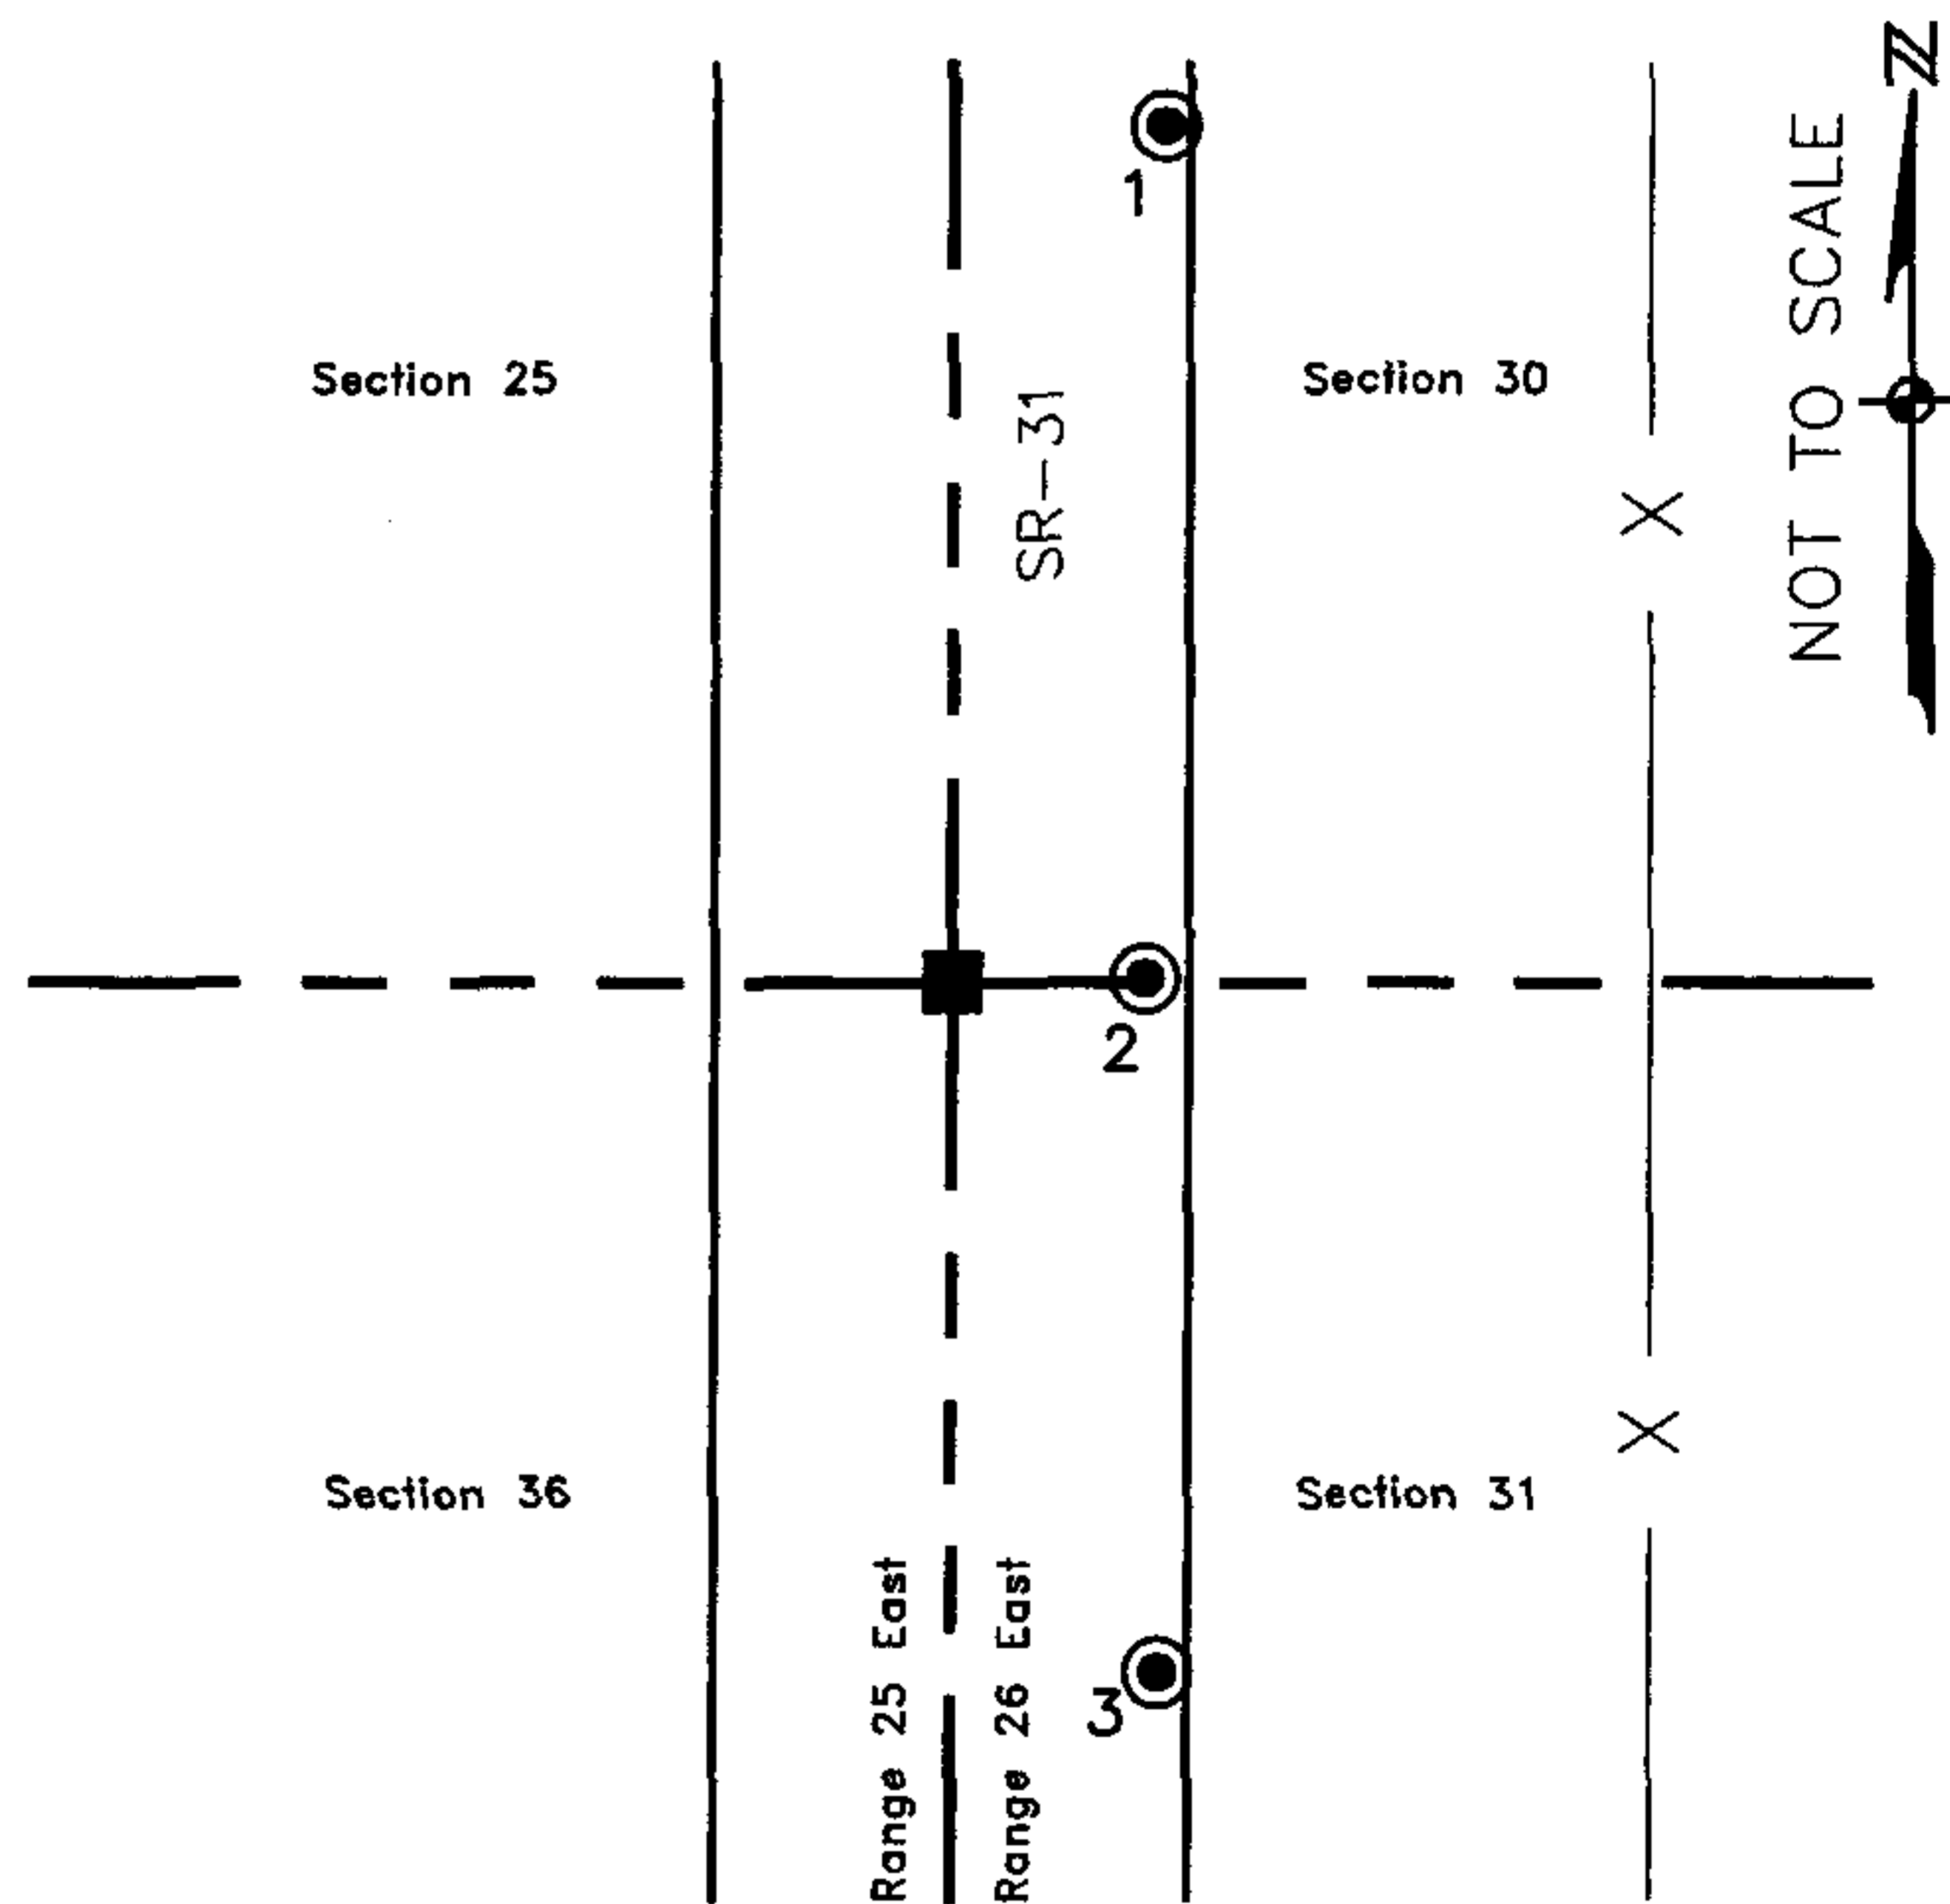 N
NOT TO SCALE
1
Section 25
SR-31
Section 30
2
Section 36
Section 31
Range 25 East
Range 26 East
3